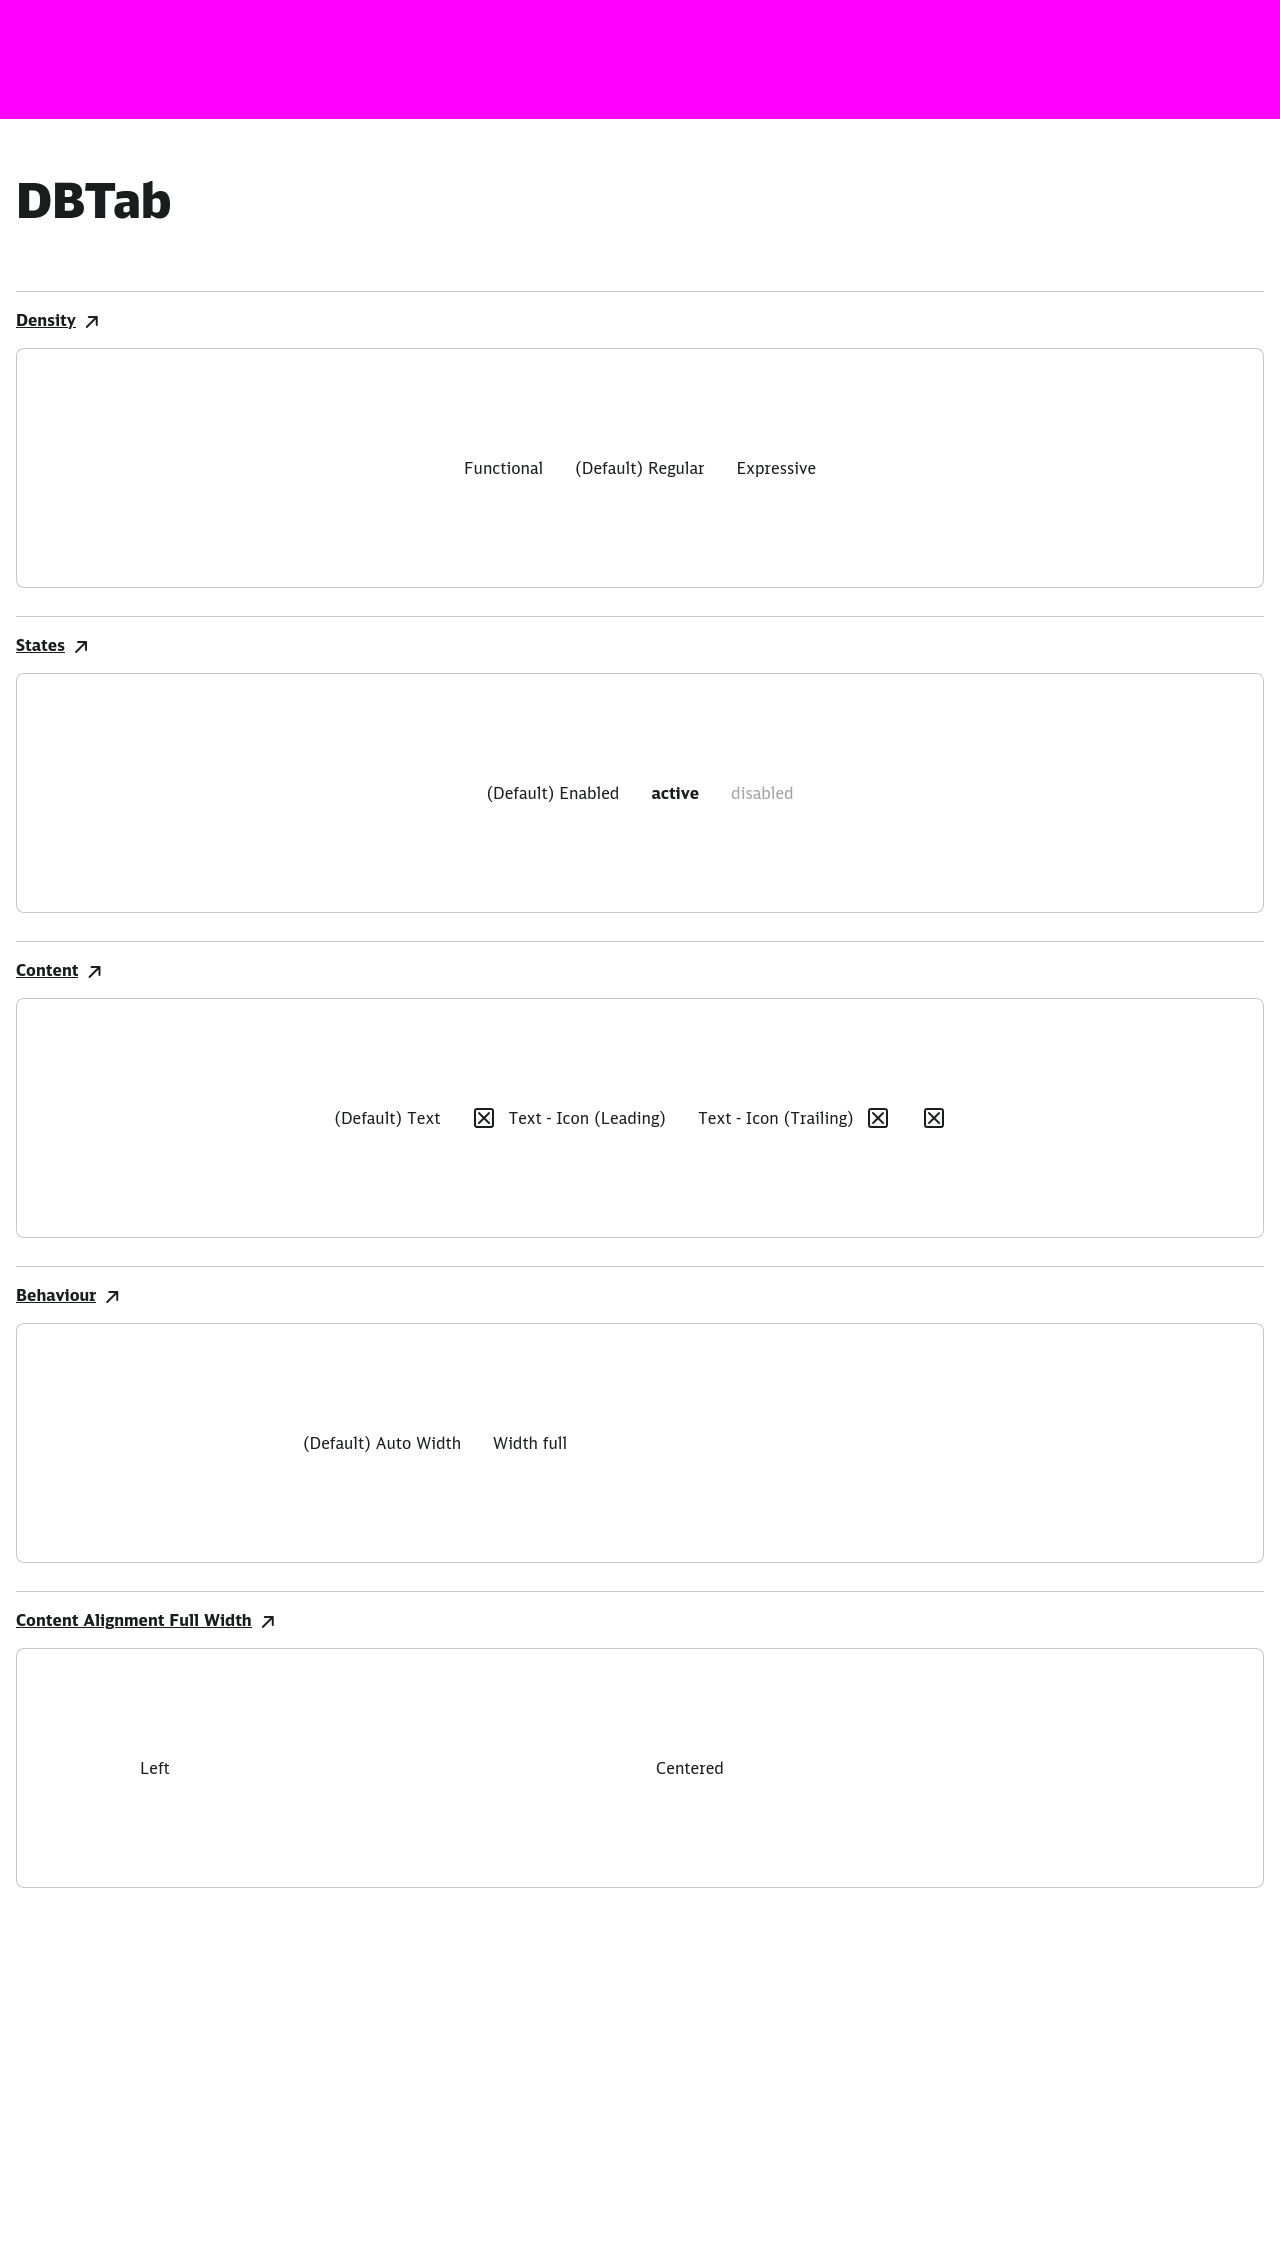 DBTab
Density
Functional (Default) Regular Expressive
States
(Default) Enabled active disabled
Content
(Default) Text Text - Icon (Leading) Text - Icon (Trailing)
Behaviour
(Default) Auto Width Width full
Content Alignment Full Width
Left Centered